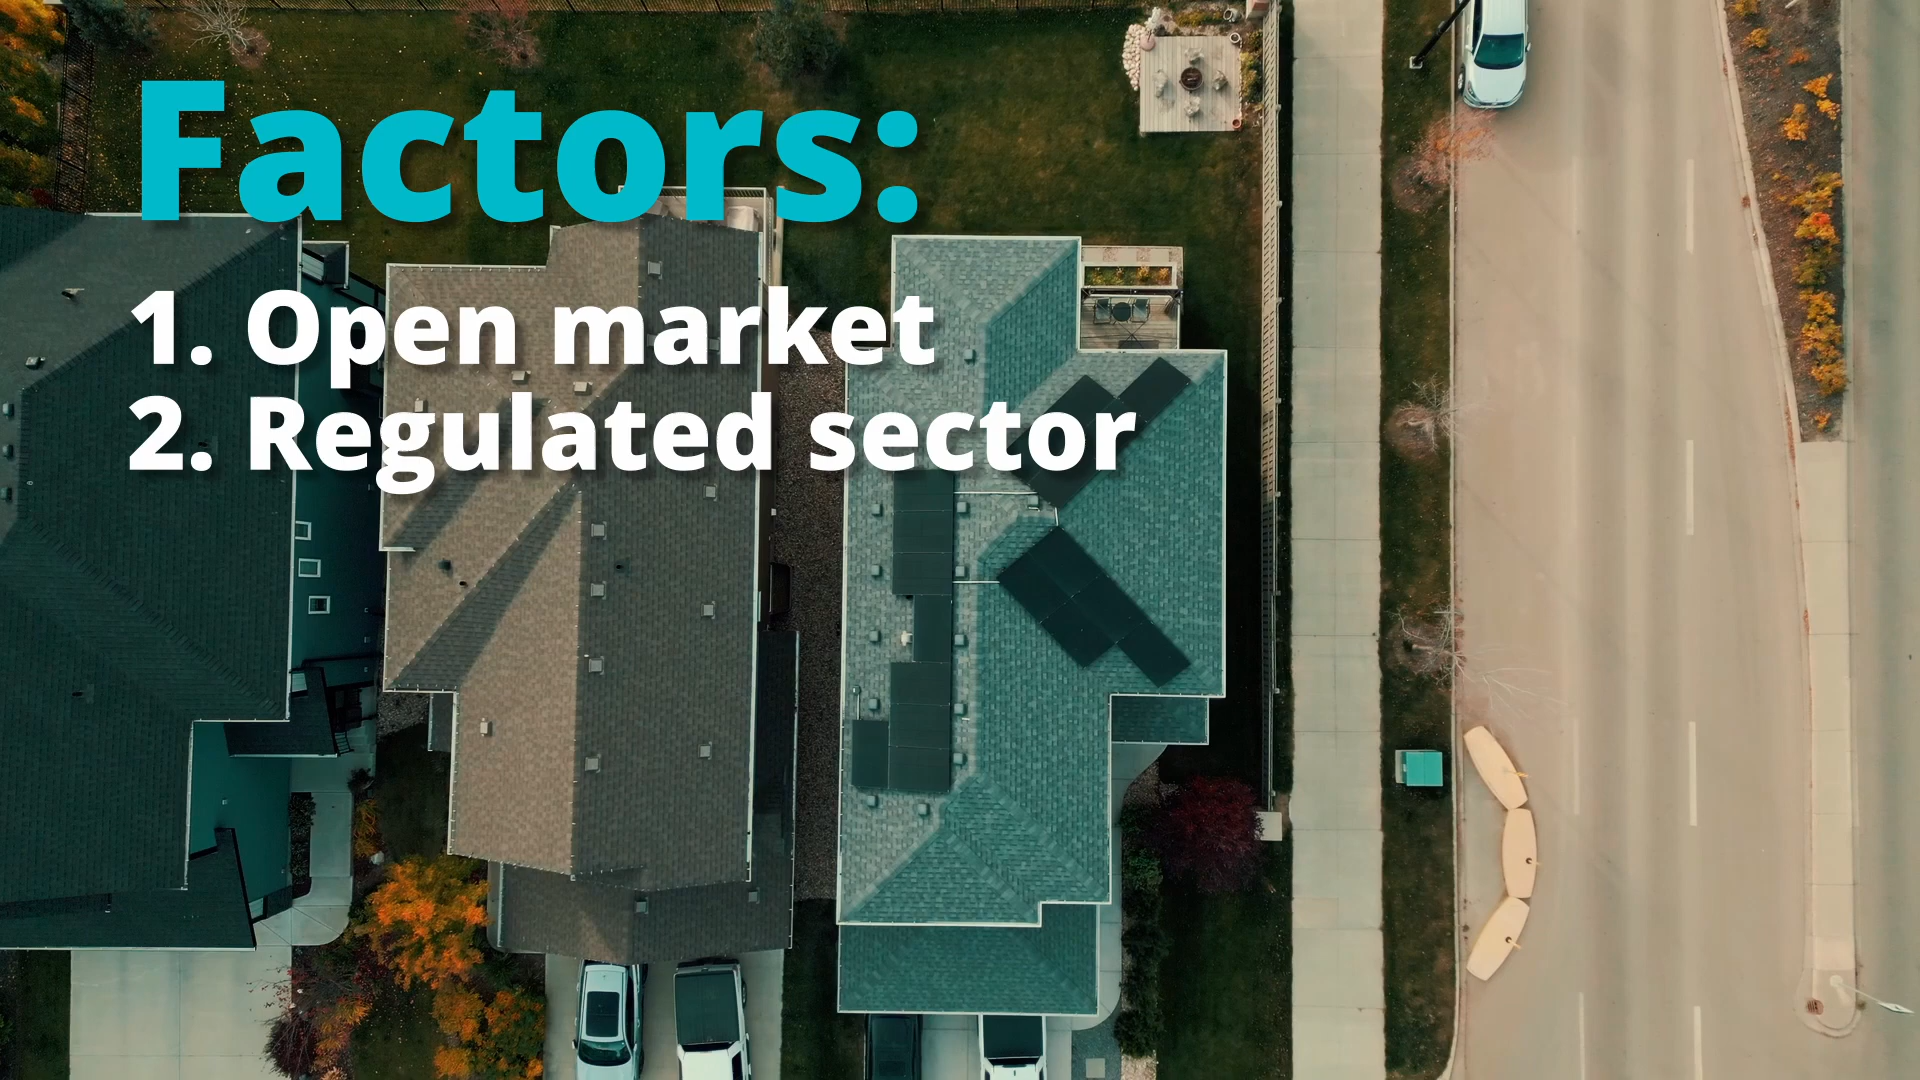 Factors:
1. Open market
2. Regulated sector